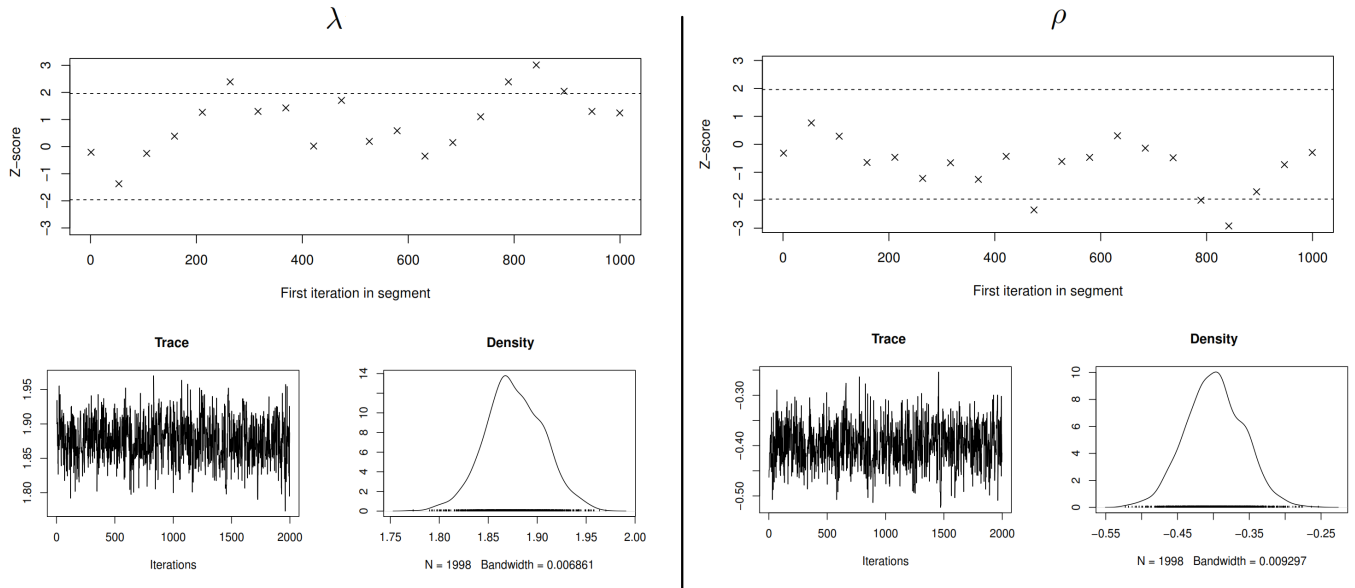 λ
3
2
1
0
−1
−2
−3
Z−score
0 200 400 600 800 1000
First iteration in segment
Trace
1.95
1.90
1.85
1.80
0 500 1000 1500 2000
Iterations
Density
14
12
10
8
6
4
2
0
1.75 1.80 1.85 1.90 1.95 2.00
N = 1998 Bandwidth = 0.006861
ρ
3
2
1
0
−1
−2
−3
Z−score
0 200 400 600 800 1000
First iteration in segment
Trace
−0.30
−0.40
−0.50
0 500 1000 1500 2000
Iterations
Density
10
8
6
4
2
0
−0.55 −0.45 −0.35 −0.25
N = 1998 Bandwidth = 0.009297